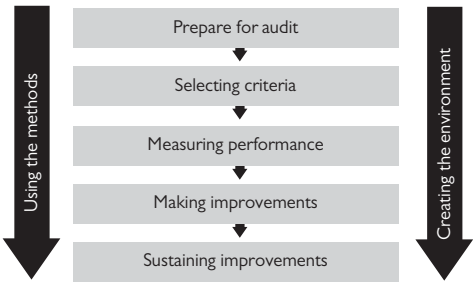 Using the methods
Prepare for audit
Selecting criteria
Measuring performance
Making improvements
Sustaining improvements
Creating the environment